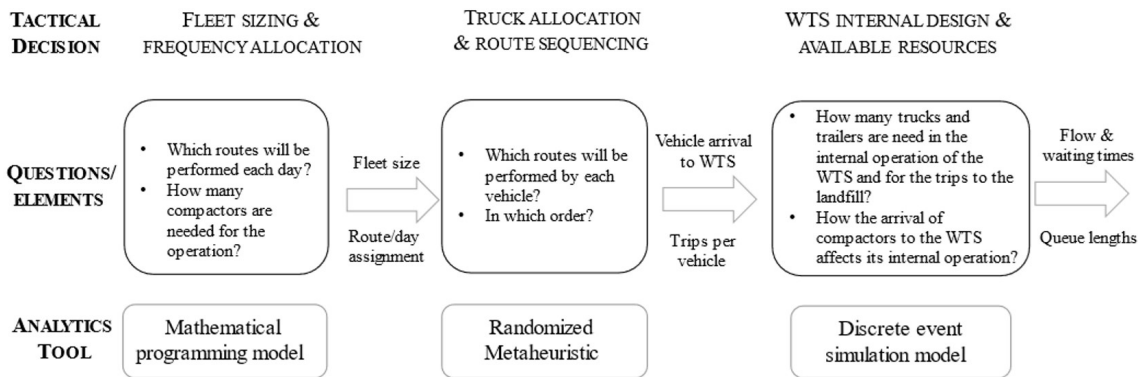 TACTICAL
DECISION
FLEET SIZING &
FREQUENCY ALLOCATION
TRUCK ALLOCATION
& ROUTE SEQUENCING
WTS INTERNAL DESIGN &
AVAILABLE RESOURCES
QUESTIONS/
ELEMENTS
• Which routes will be
performed each day?
• How many
compactors are
needed for the
operation?
Fleet size
Route/day
assignment
• Which routes will be
performed by each
vehicle?
• In which order?
Vehicle arrival
to WTS
Trips per
vehicle
• How many trucks and
trailers are need in the
internal operation of the
WTS and for the trips to the
landfill?
• How the arrival of
compactors to the WTS
affects its internal operation?
Flow &
waiting times
Queue lengths
ANALYTICS
TOOL
Mathematical
programming model
Randomized
Metaheuristic
Discrete event
simulation model